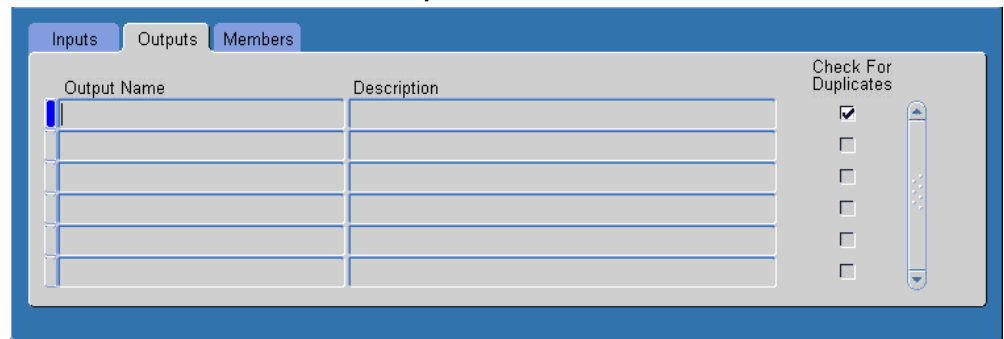 Inputs Outputs Members
Check For
Duplicates
Output Name Description